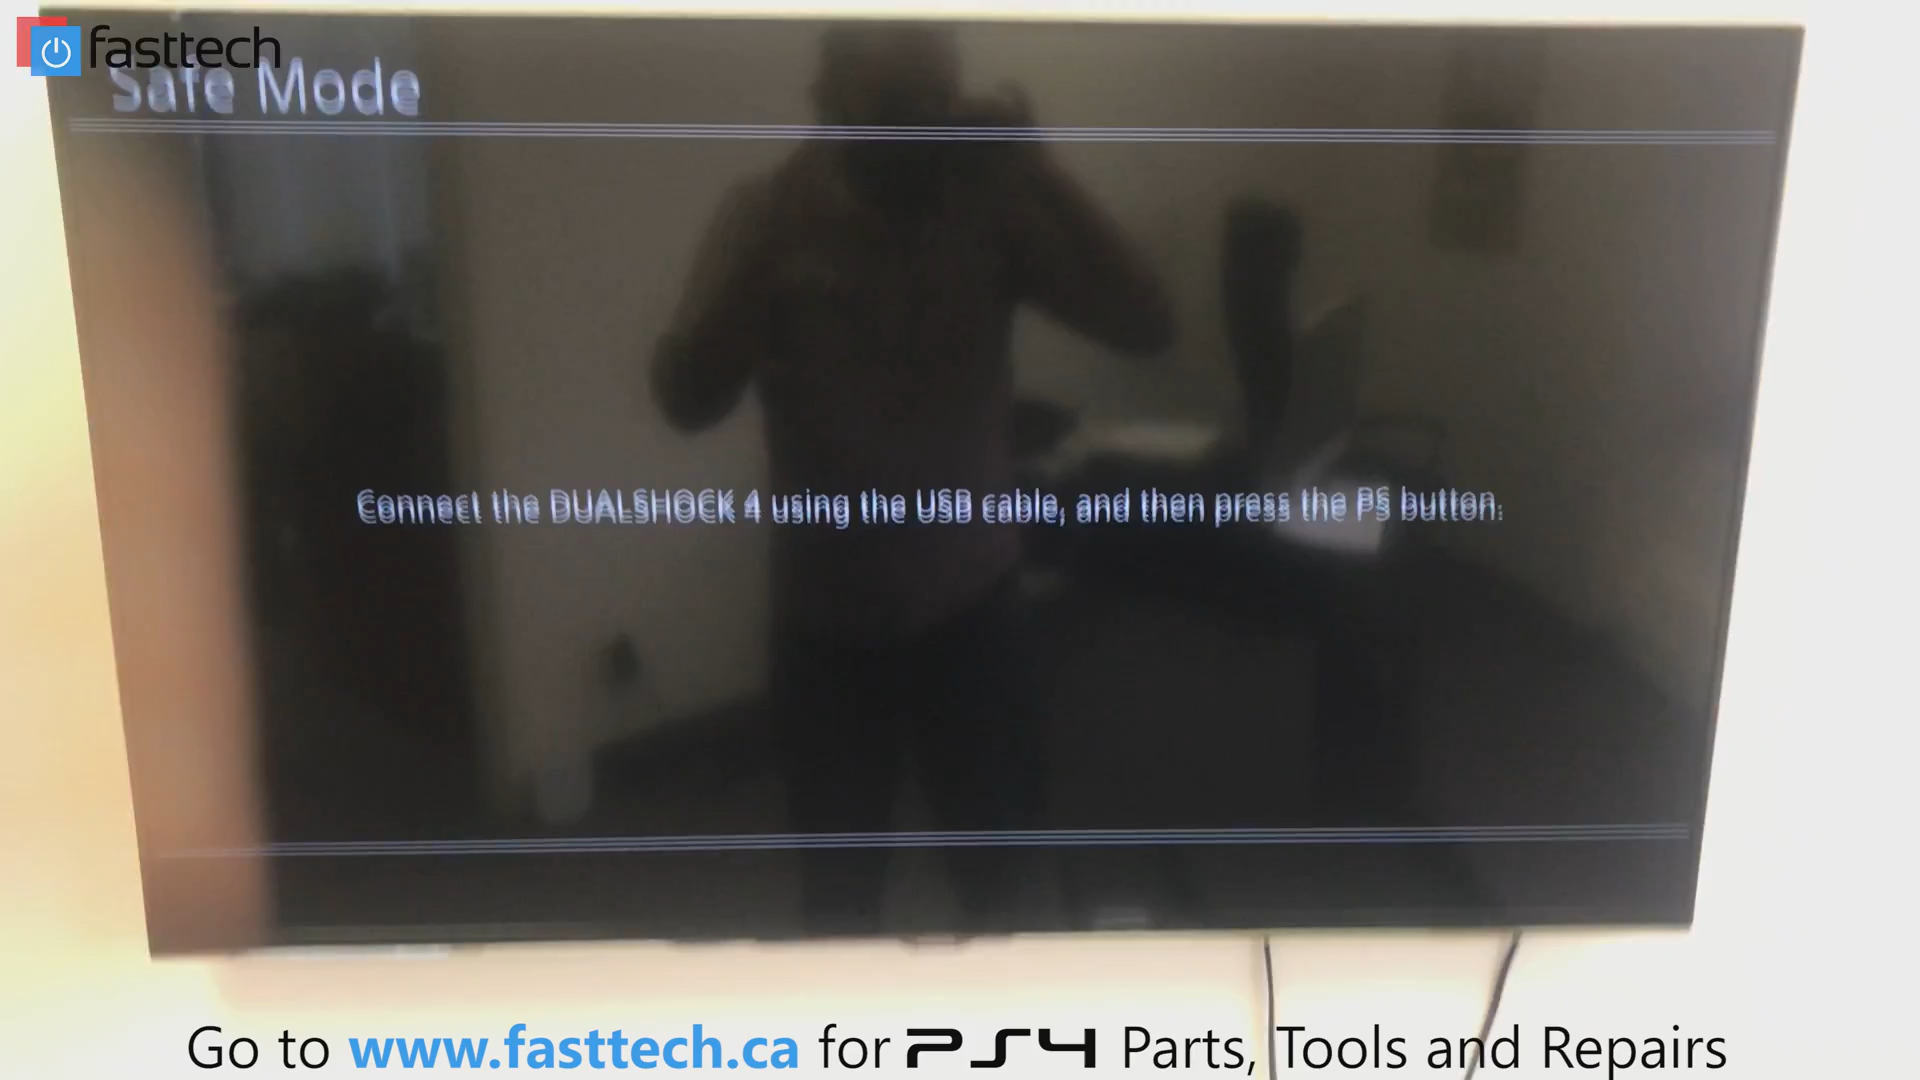 fasttech
Safe Mode
Connect the DUALSHOCK 4 using the USB cable, and then press the PS button.
Go to www.fasttech.ca for PS4 Parts, Tools and Repairs